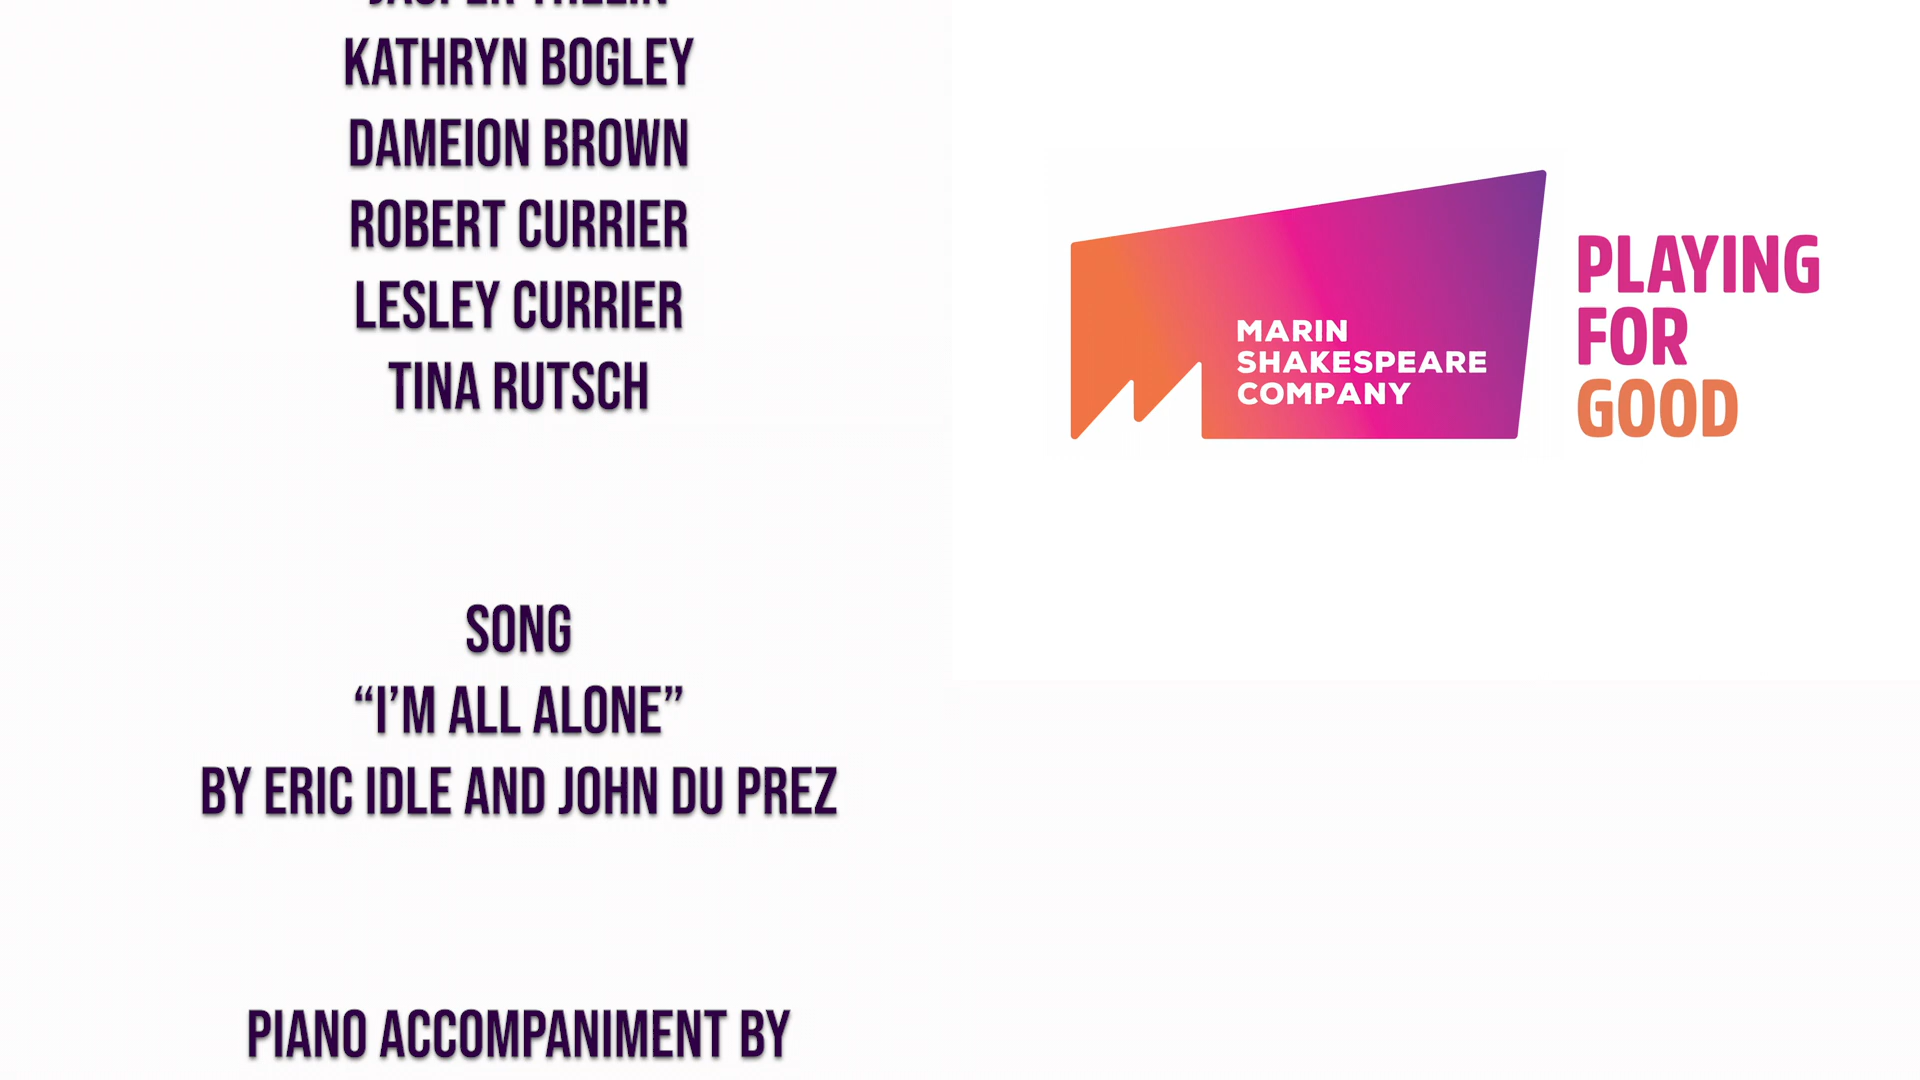 KATHRYN BOGLEY
DAMEION BROWN
ROBERT CURRIER
LESLEY CURRIER
TINA RUTSCH
SONG
“I’M ALL ALONE”
BY ERIC IDLE AND JOHN DU PREZ
PIANO ACCOMPANIMENT BY
MARIN
SHAKESPEARE
COMPANY
PLAYING
FOR
GOOD